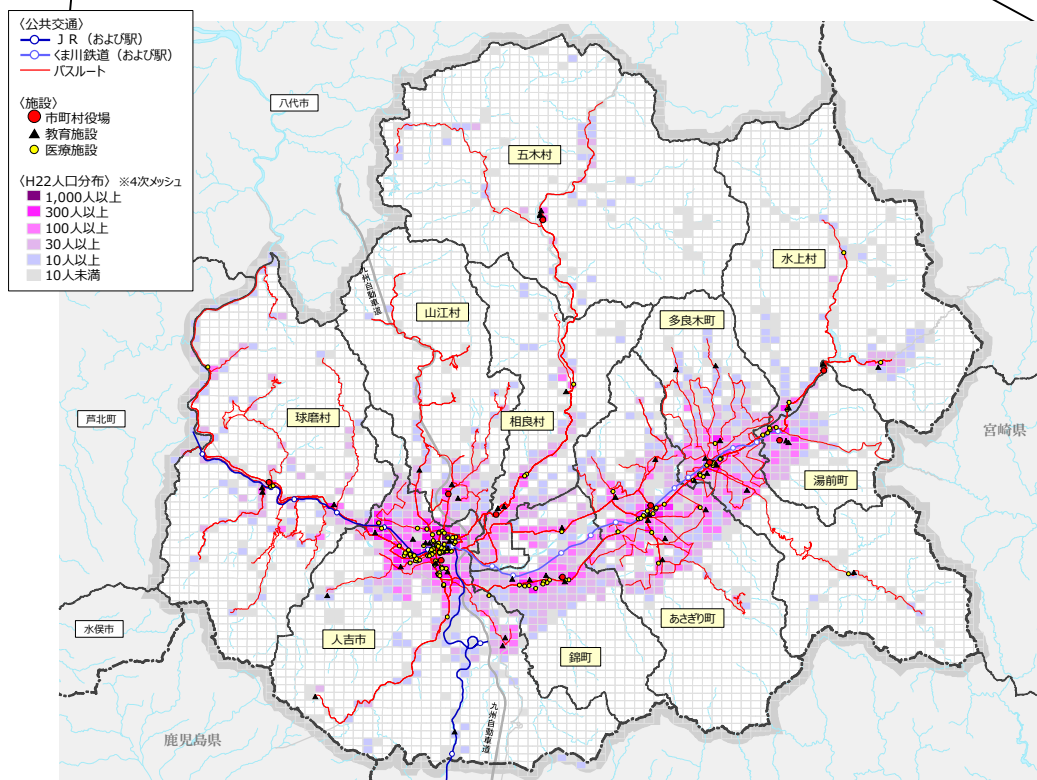 〈公共交通〉
ＪＲ（および駅）
くま川鉄道（および駅）
バスルート
〈施設〉
市町村役場
教育施設
医療施設
〈H22人口分布〉 ※4次メッシュ
1,000人以上
300人以上
100人以上
30人以上
10人以上
10人未満
八代市
五木村
水上村
九州自動車道
山江村
多良木町
芦北町
球磨村
相良村
宮崎県
湯前町
水俣市
人吉市
あさぎり町
錦町
九州自動車道
鹿児島県